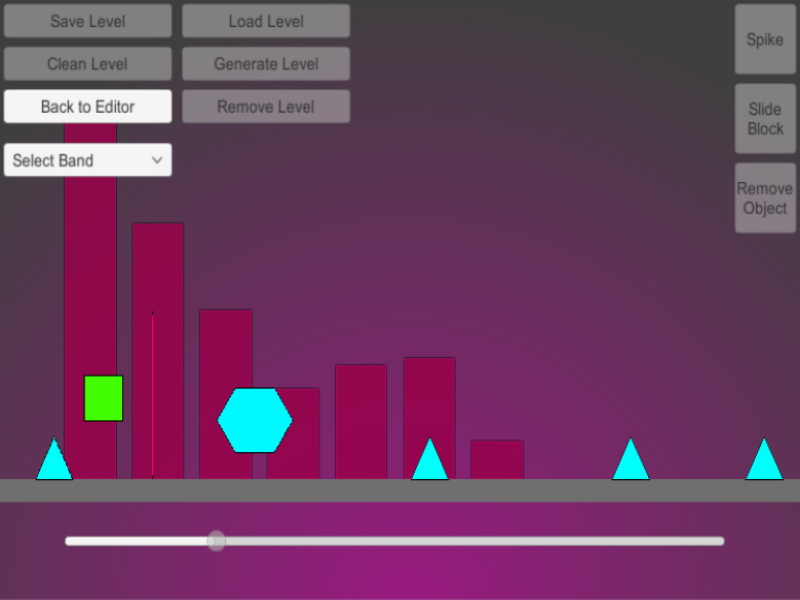 Save Level
Load Level
Spike
Clean Level
Generate Level
Back to Editor
Remove Level
Slide
Block
Select Band
Remove
Object